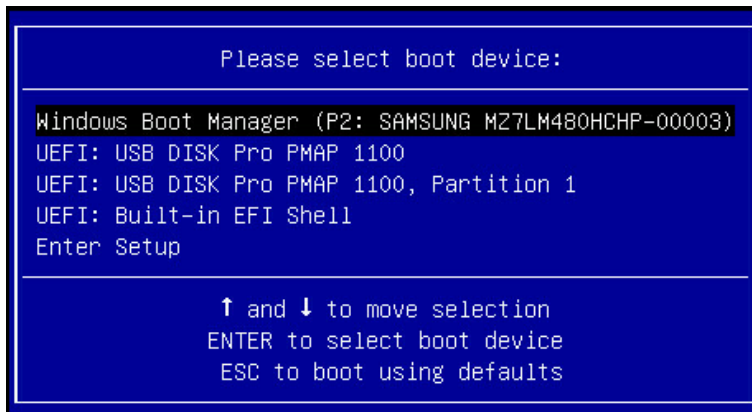 Please select boot device:
Windows Boot Manager (P2: SAMSUNG MZ7LM480HCHP-00003)
UEFI: USB DISK Pro PMAP 1100
UEFI: USB DISK Pro PMAP 1100, Partition 1
UEFI: Built-in EFI Shell
Enter Setup
↑ and ↓ to move selection
ENTER to select boot device
ESC to boot using defaults